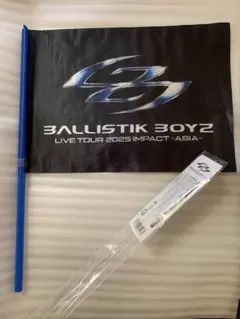 BALLISTIK BOYZ
LIVE TOUR 2025 IMPACT -ASIA-